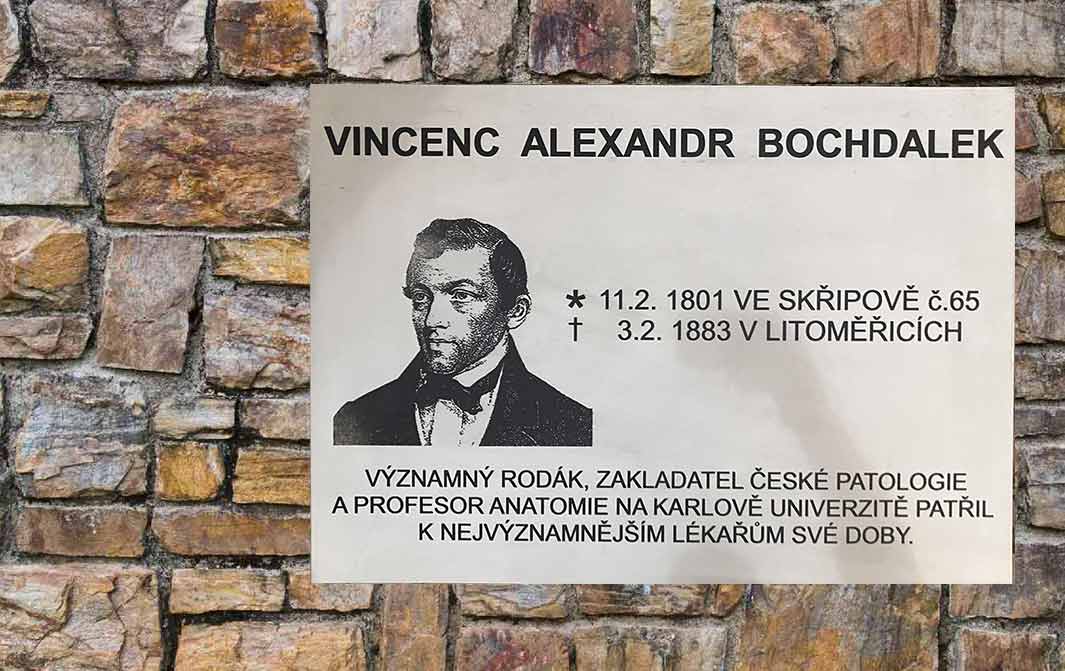 VINCENC ALEXANDR BOCHDALEK
* 11.2. 1801 VE SKŘIPOVĚ č.65
† 3.2. 1883 V LITOMĚŘICÍCH
VÝZNAMNÝ RODÁK, ZAKLADATEL ČESKÉ PATOLOGIE
A PROFESOR ANATOMIE NA KARLOVĚ UNIVERZITĚ PATŘIL
K NEJVÝZNAMNĚJŠÍM LÉKAŘŮM SVÉ DOBY.